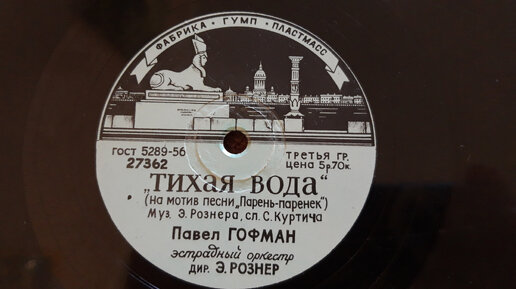 ФАБРИКА · ГУМП · ПЛАСТМАСС
ГОСТ 5289-56
27362
ТРЕТЬЯ ГР.
цена 5р.70к.
„ТИХАЯ ВОДА“
(на мотив песни „Парень-паренек“)
Муз. Э. Рознера, сл. С. Куртича
Павел ГОФМАН
эстрадный оркестр
дир. Э. РОЗНЕР